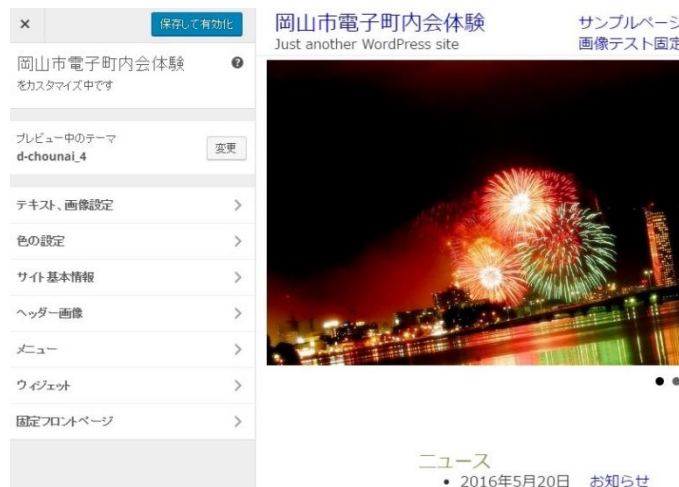 ×
保存して有効化
岡山市電子町内会体験
をカスタマイズ中です
?
プレビュー中のテーマ
d-chounai_4
変更
テキスト、画像設定
色の設定
サイト基本情報
ヘッダー画像
メニュー
ウィジェット
固定フロントページ
岡山市電子町内会体験
Just another WordPress site
サンプルページ
画像テスト固定
ニュース
• 2016年5月20日 お知らせ